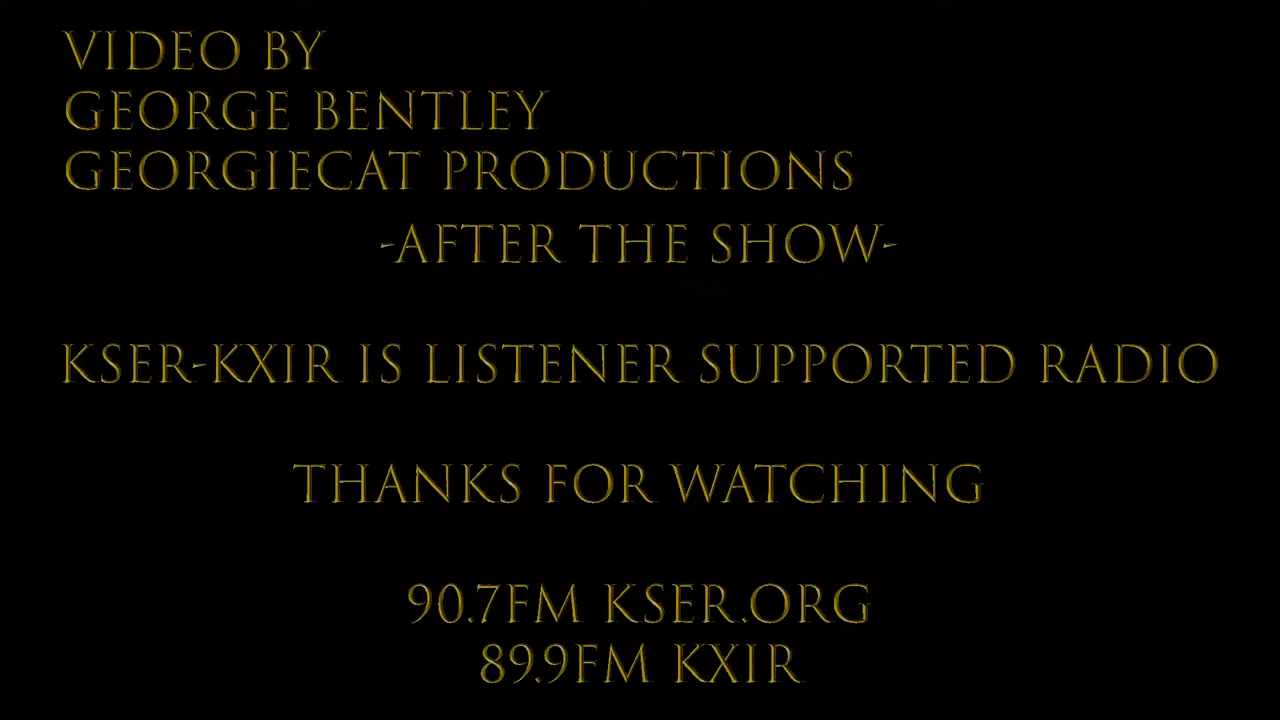 VIDEO BY
GEORGE BENTLEY
GEORGIECAT PRODUCTIONS
-AFTER THE SHOW-
KSER-KXIR IS LISTENER SUPPORTED RADIO
THANKS FOR WATCHING
90.7FM KSER.ORG
89.9FM KXIR